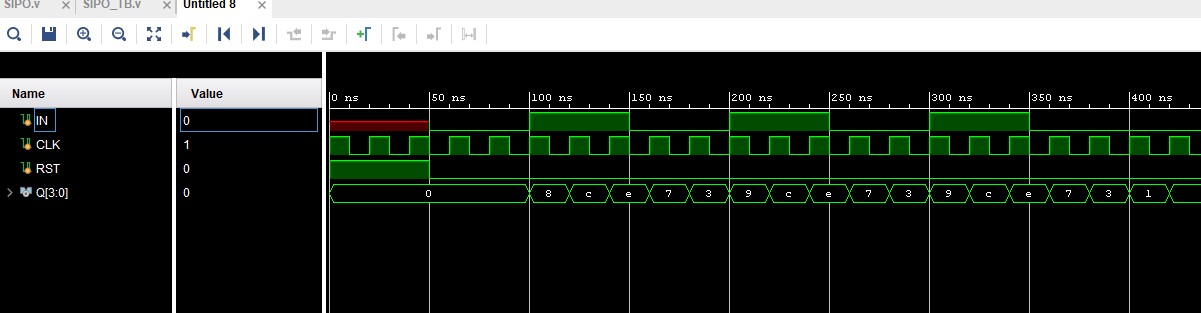 SIPO.v SIPO_TB.v Untitled 8
Name Value 0 ns 50 ns 100 ns 150 ns 200 ns 250 ns 300 ns 350 ns 400 ns
IN 0
CLK 1
RST 0
Q[3:0] 0 0 8 c e 7 3 9 c e 7 3 9 c e 7 3 1